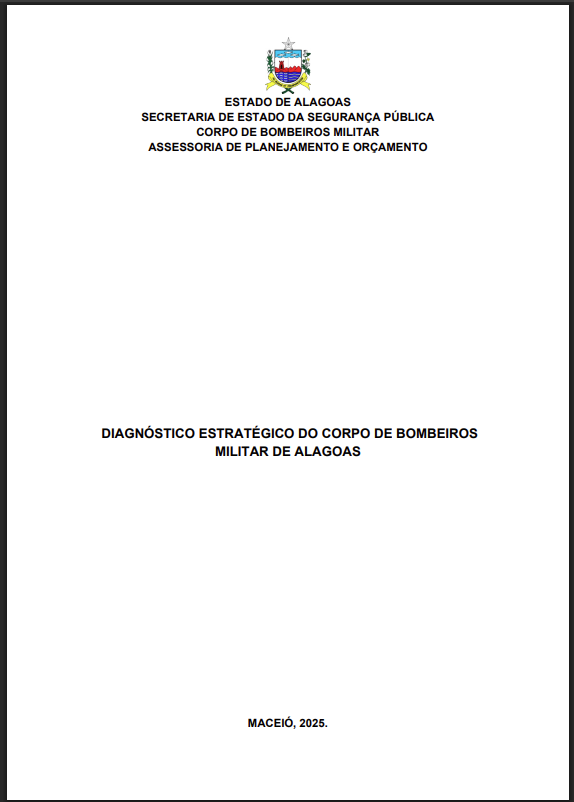 ESTADO DE ALAGOAS
SECRETARIA DE ESTADO DA SEGURANÇA PÚBLICA
CORPO DE BOMBEIROS MILITAR
ASSESSORIA DE PLANEJAMENTO E ORÇAMENTO
DIAGNÓSTICO ESTRATÉGICO DO CORPO DE BOMBEIROS
MILITAR DE ALAGOAS
MACEIÓ, 2025.